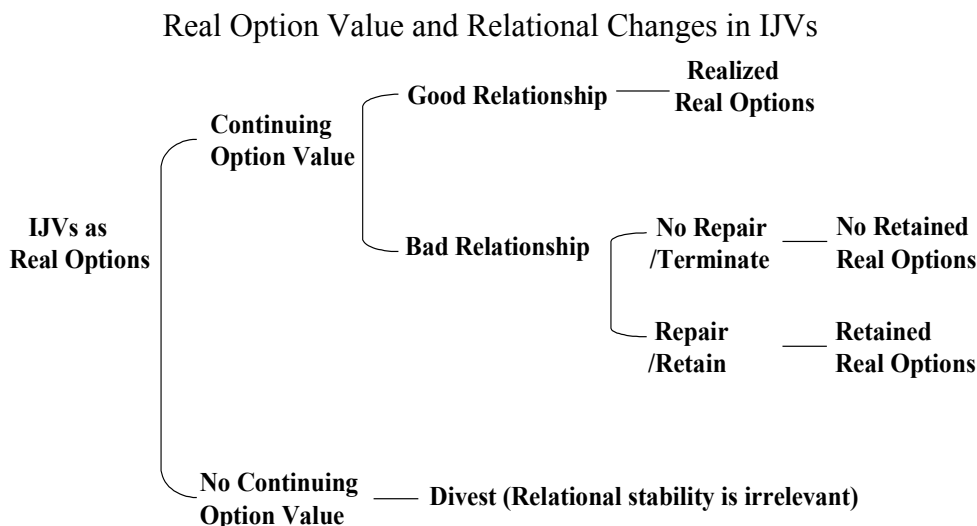 Real Option Value and Relational Changes in IJVs
Good Relationship
Realized
Real Options
Continuing
Option Value
IJVs as
Real Options
Bad Relationship
No Repair
/Terminate
No Retained
Real Options
Repair
/Retain
Retained
Real Options
No Continuing
Option Value
Divest (Relational stability is irrelevant)